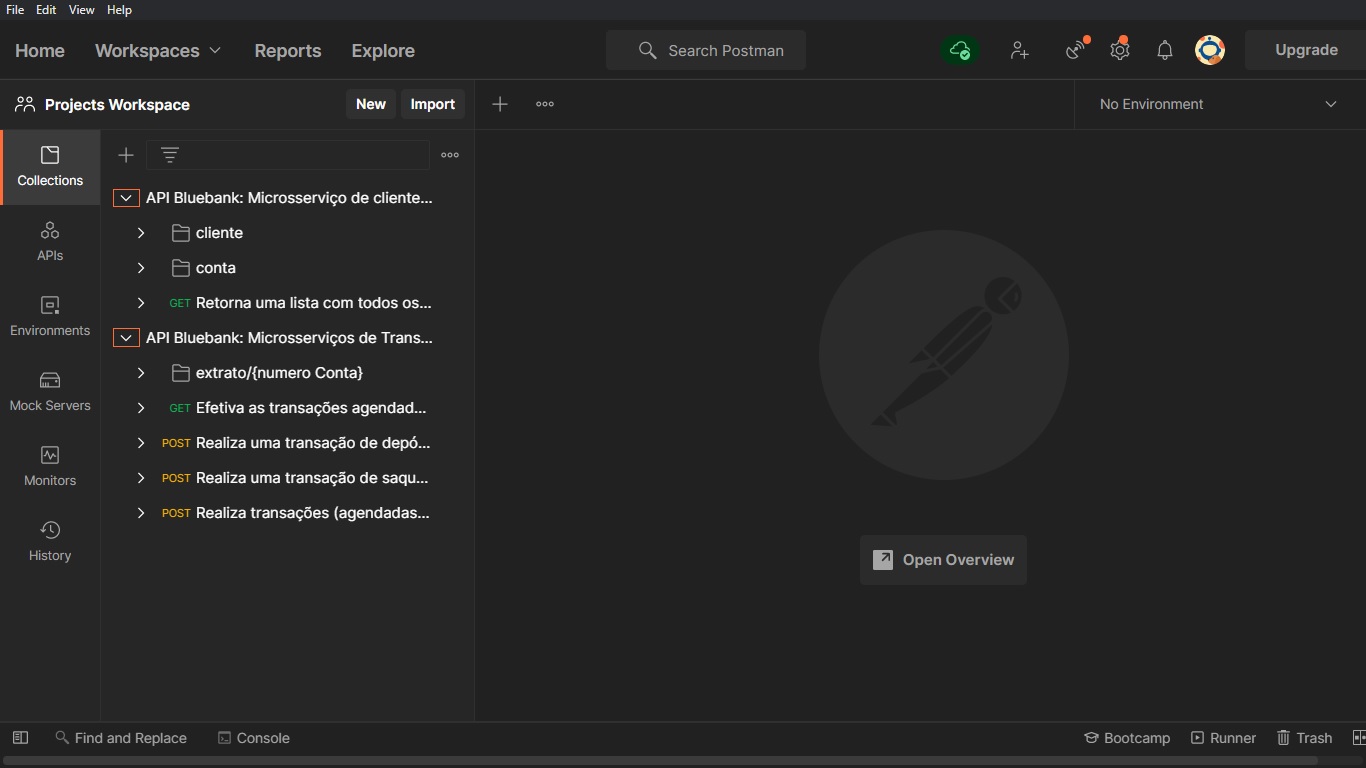 File Edit View Help
Home Workspaces Reports Explore Search Postman Upgrade
Projects Workspace New Import No Environment
Collections
APIs
Environments
Mock Servers
Monitors
History
API Bluebank: Microsserviço de cliente...
cliente
conta
GET Retorna uma lista com todos os...
API Bluebank: Microsserviços de Trans...
extrato/{numero Conta}
GET Efetiva as transações agendad...
POST Realiza uma transação de depó...
POST Realiza uma transação de saqu...
POST Realiza transações (agendadas...
Open Overview
Find and Replace Console Bootcamp Runner Trash